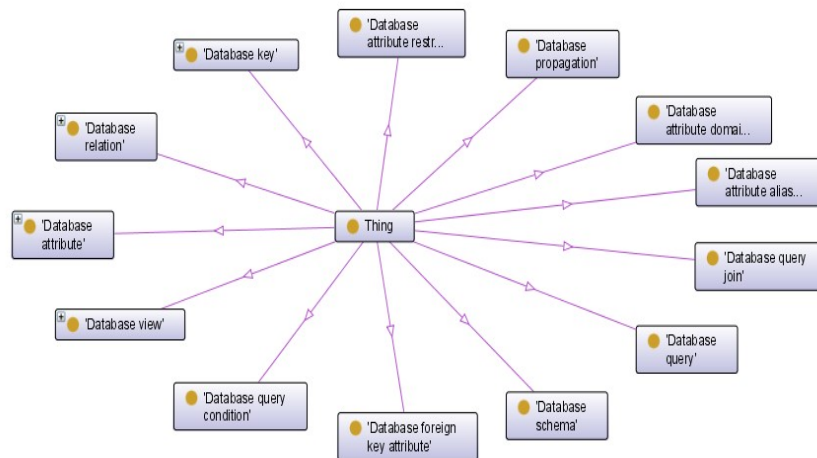 'Database
attribute restr...
'Database key'
'Database
propagation'
'Database
attribute domai...
'Database
relation'
'Database
attribute alias...
'Database
attribute'
Thing
'Database query
join'
'Database view'
'Database
query'
'Database query
condition'
'Database foreign
key attribute'
'Database
schema'